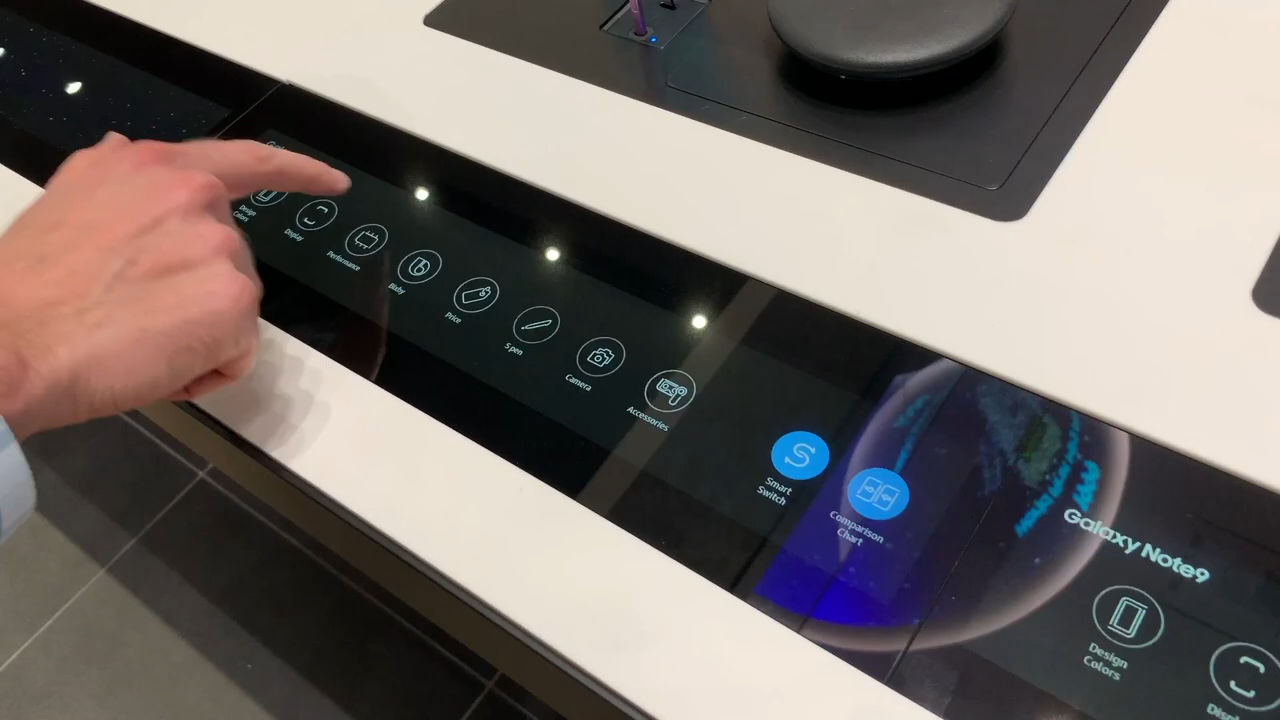 Design
Colors
Display
Performance
Bixby
Price
S pen
Camera
Accessories
Smart
Switch
Comparison
Chart
Galaxy Note9
Design
Colors